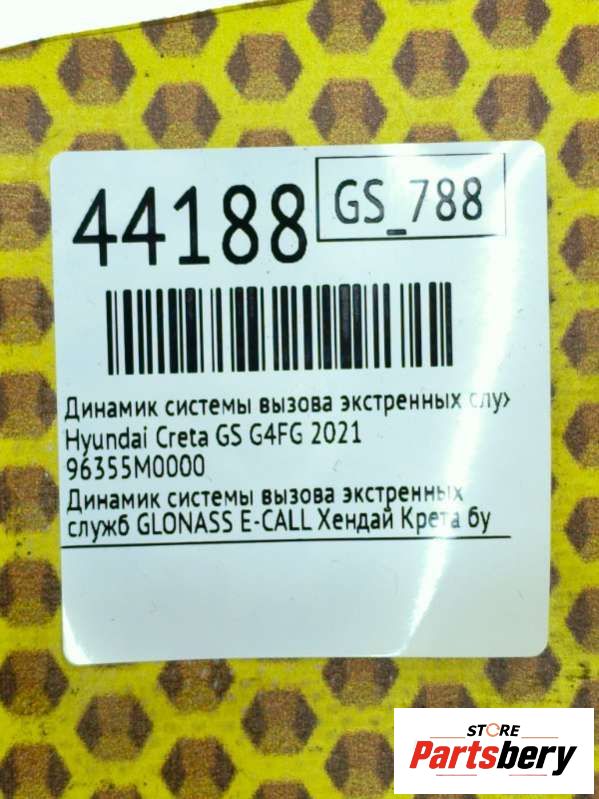 44188
GS_788
Динамик системы вызова экстренных служ
Hyundai Creta GS G4FG 2021
96355M0000
Динамик системы вызова экстренных
служб GLONASS E-CALL Хендай Крета бу
STORE
Partsbery